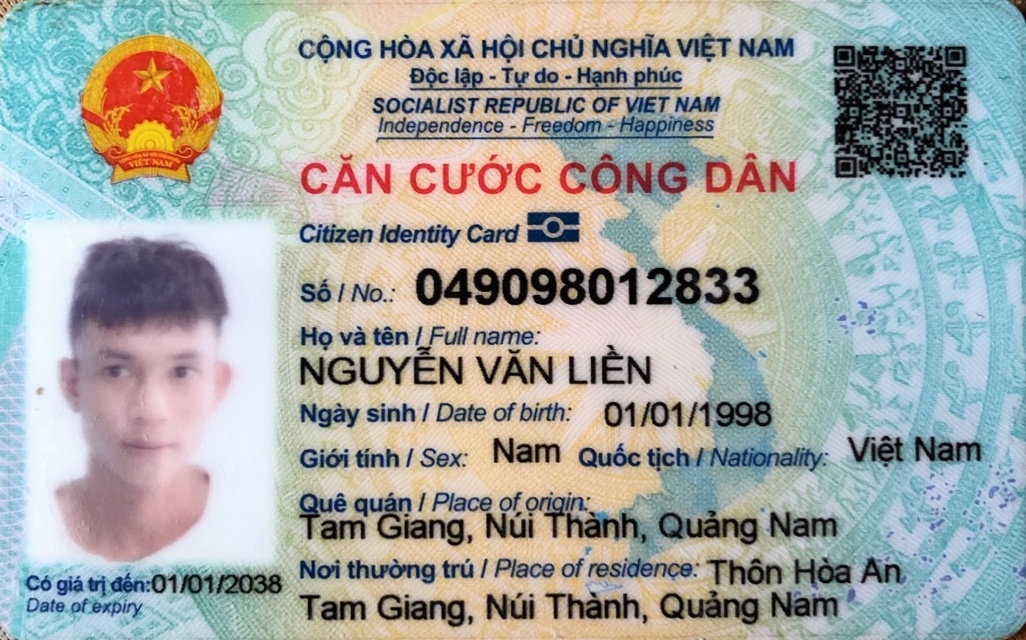 CỘNG HÒA XÃ HỘI CHỦ NGHĨA VIỆT NAM
Độc lập - Tự do - Hạnh phúc
SOCIALIST REPUBLIC OF VIET NAM
Independence - Freedom - Happiness
VIỆT NAM
CĂN CƯỚC CÔNG DÂN
Citizen Identity Card
Số / No.: 049098012833
Họ và tên / Full name:
NGUYỄN VĂN LIỀN
Ngày sinh / Date of birth: 01/01/1998
Giới tính / Sex: Nam Quốc tịch / Nationality: Việt Nam
Quê quán / Place of origin:
Tam Giang, Núi Thành, Quảng Nam
Nơi thường trú / Place of residence: Thôn Hòa An
Tam Giang, Núi Thành, Quảng Nam
Có giá trị đến: 01/01/2038
Date of expiry